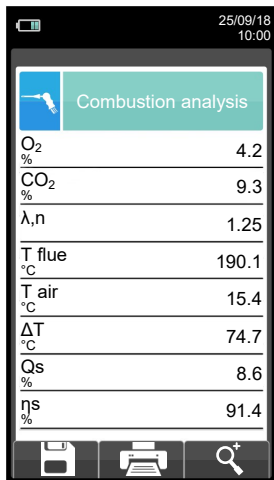 25/09/18
10:00
Combustion analysis
O₂
% 4.2
CO₂
% 9.3
λ,n 1.25
T flue
°C 190.1
T air
°C 15.4
ΔT
°C 74.7
Qs
% 8.6
ηs
% 91.4